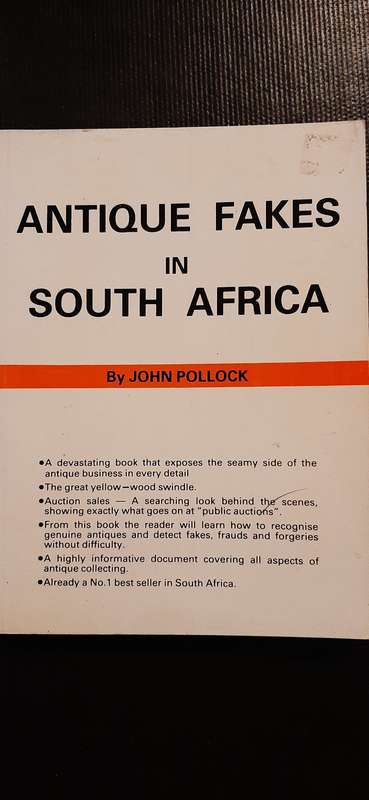 ANTIQUE FAKES
IN
SOUTH AFRICA
By JOHN POLLOCK
●A devastating book that exposes the seamy side of the
antique business in every detail
●The great yellow—wood swindle.
●Auction sales — A searching look behind the scenes,
showing exactly what goes on at "public auctions".
●From this book the reader will learn how to recognise
genuine antiques and detect fakes, frauds and forgeries
without difficulty.
●A highly informative document covering all aspects of
antique collecting.
●Already a No.1 best seller in South Africa.